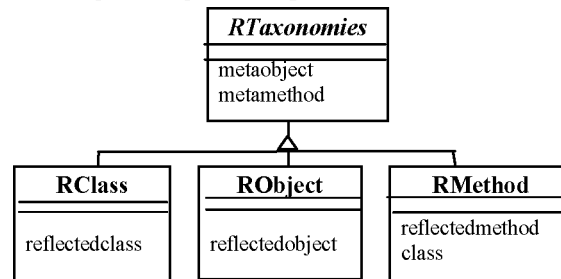 RTaxonomies
metaobject
metamethod
RClass
RObject
RMethod
reflectedclass
reflectedobject
reflectedmethod
class